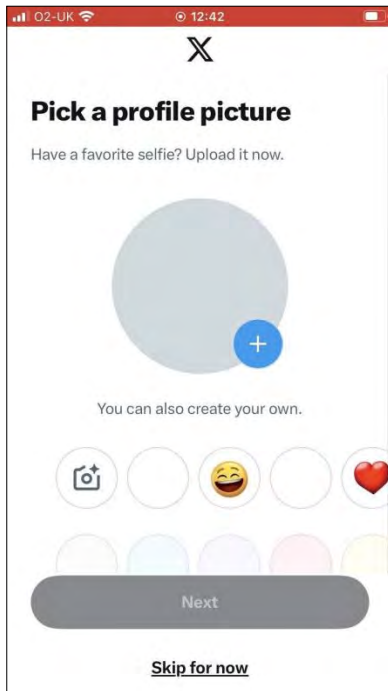 O2-UK 12:42
X
Pick a profile picture
Have a favorite selfie? Upload it now.
You can also create your own.
Next
Skip for now